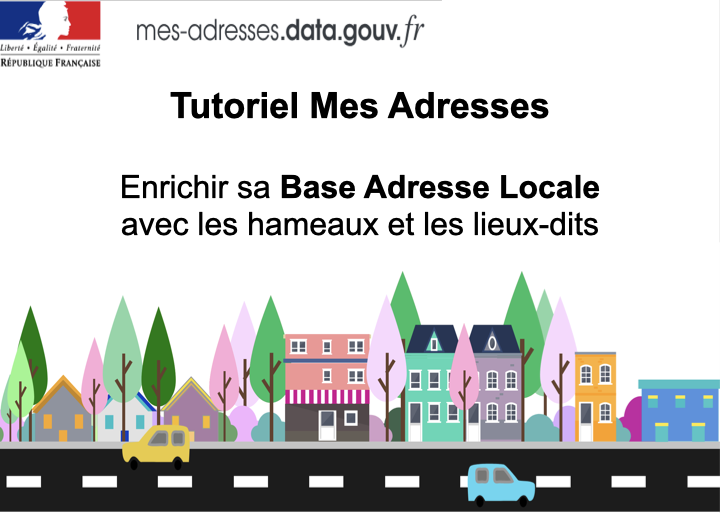 mes-adresses.data.gouv.fr
Liberté • Égalité • Fraternité
RÉPUBLIQUE FRANÇAISE
Tutoriel Mes Adresses
Enrichir sa Base Adresse Locale
avec les hameaux et les lieux-dits